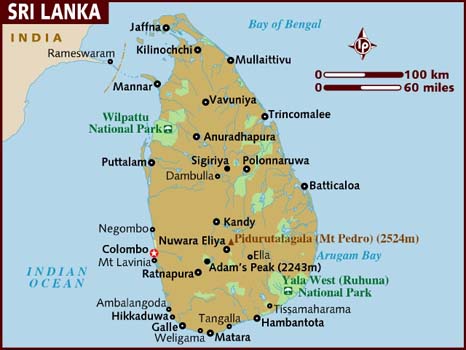 SRI LANKA
INDIA
Rameswaram
Jaffna
Kilinochchi
Bay of Bengal
Mullaittivu
LP
0 100 km
0 60 miles
Mannar
Vavuniya
Trincomalee
Wilpattu
National Park
Anuradhapura
Puttalam
Sigiriya
Polonnaruwa
Dambulla
Batticaloa
Negombo
Kandy
Colombo
Nuwara Eliya
Pidurutalagala (Mt Pedro) (2524m)
Mt Lavinia
Ella
Arugam Bay
INDIAN
OCEAN
Ratnapura
Adam's Peak (2243m)
Yala West (Ruhuna)
National Park
Ambalangoda
Tissamaharama
Hikkaduwa
Tangalla
Hambantota
Galle
Weligama
Matara